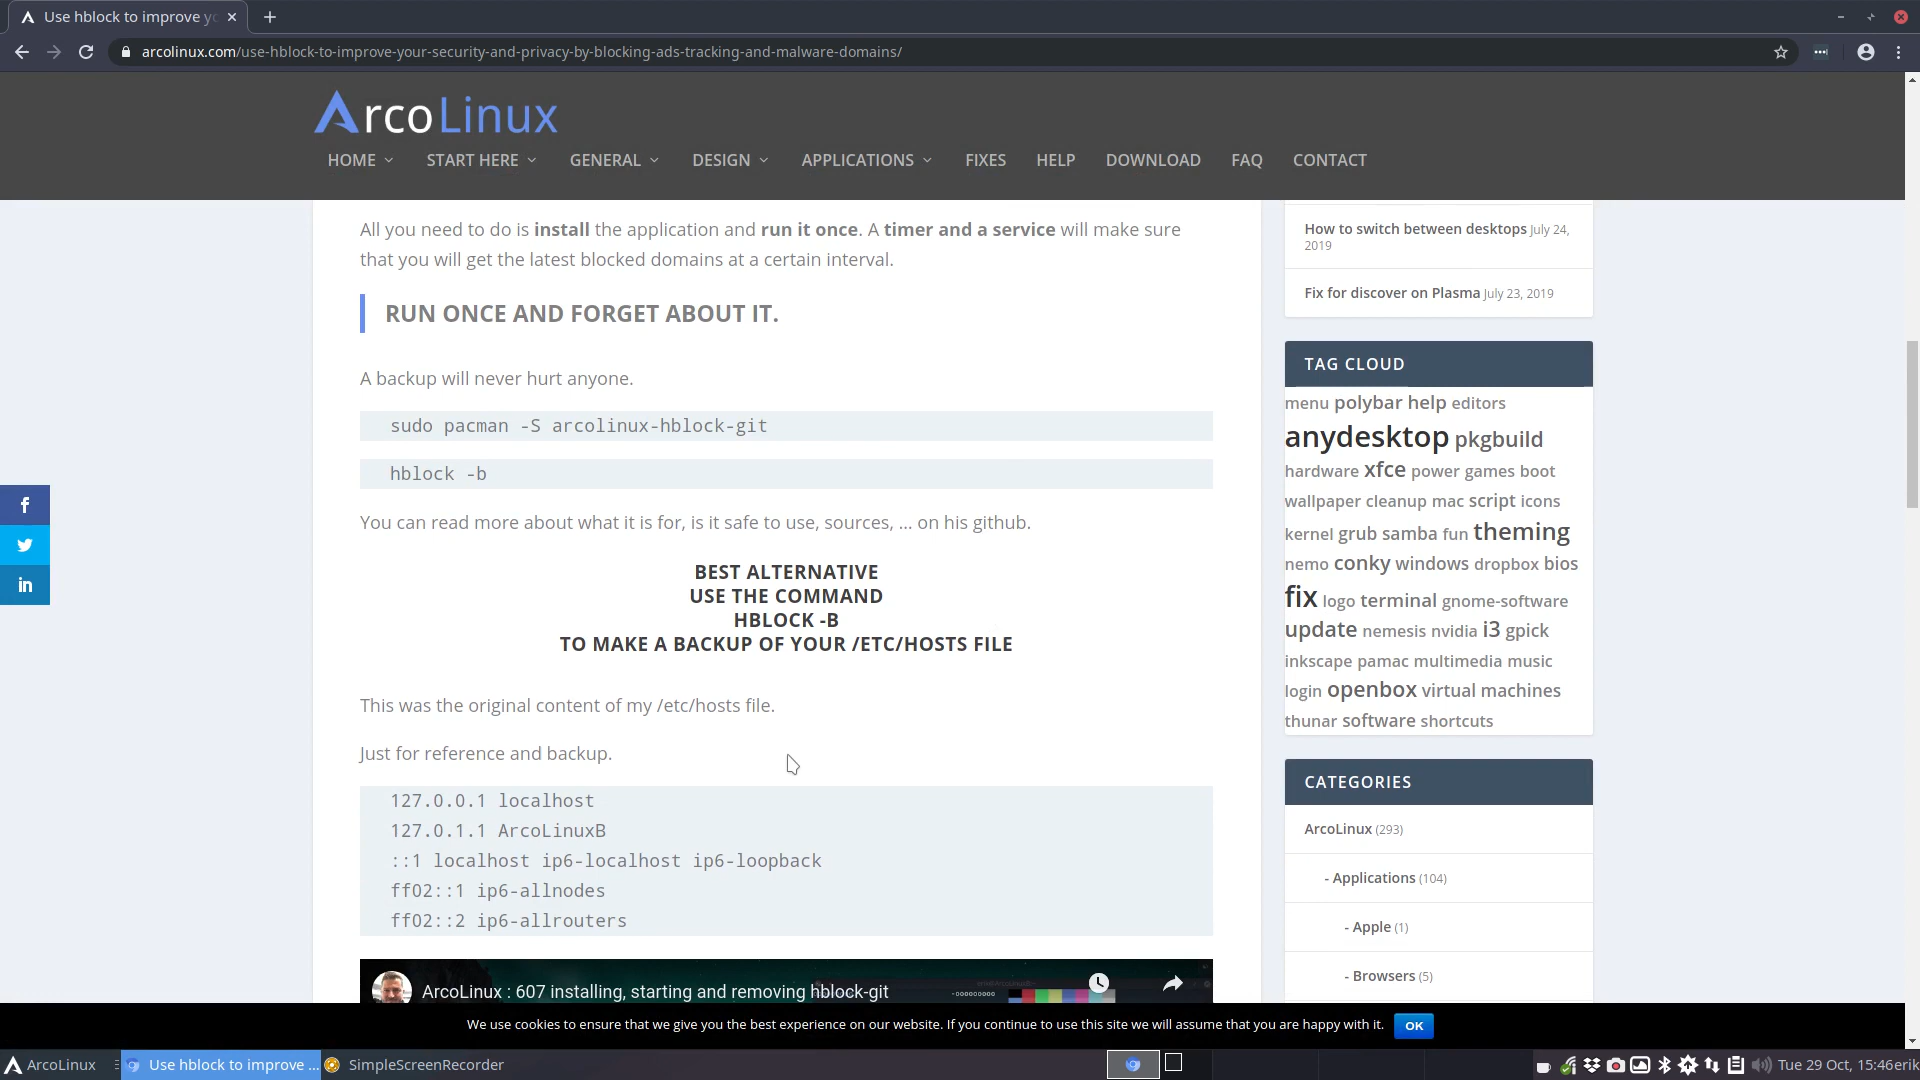 Use hblock to improve yo
arcolinux.com/use-hblock-to-improve-your-security-and-privacy-by-blocking-ads-tracking-and-malware-domains/
ArcoLinux
HOME START HERE GENERAL DESIGN APPLICATIONS FIXES HELP DOWNLOAD FAQ CONTACT
All you need to do is install the application and run it once. A timer and a service will make sure
that you will get the latest blocked domains at a certain interval.
RUN ONCE AND FORGET ABOUT IT.
A backup will never hurt anyone.
sudo pacman -S arcolinux-hblock-git
hblock -b
You can read more about what it is for, is it safe to use, sources, ... on his github.
BEST ALTERNATIVE
USE THE COMMAND
HBLOCK -B
TO MAKE A BACKUP OF YOUR /ETC/HOSTS FILE
This was the original content of my /etc/hosts file.
Just for reference and backup.
127.0.0.1 localhost
127.0.1.1 ArcoLinuxB
::1 localhost ip6-localhost ip6-loopback
ff02::1 ip6-allnodes
ff02::2 ip6-allrouters
ArcoLinux : 607 installing, starting and removing hblock-git
How to switch between desktops July 24,
2019
Fix for discover on Plasma July 23, 2019
TAG CLOUD
menu polybar help editors
anydesktop pkgbuild
hardware xfce power games boot
wallpaper cleanup mac script icons
kernel grub samba fun theming
nemo conky windows dropbox bios
fix logo terminal gnome-software
update nemesis nvidia i3 gpick
inkscape pamac multimedia music
login openbox virtual machines
thunar software shortcuts
CATEGORIES
ArcoLinux (293)
- Applications (104)
- Apple (1)
- Browsers (5)
We use cookies to ensure that we give you the best experience on our website. If you continue to use this site we will assume that you are happy with it. OK
ArcoLinux Use hblock to improve ... SimpleScreenRecorder Tue 29 Oct, 15:46erik